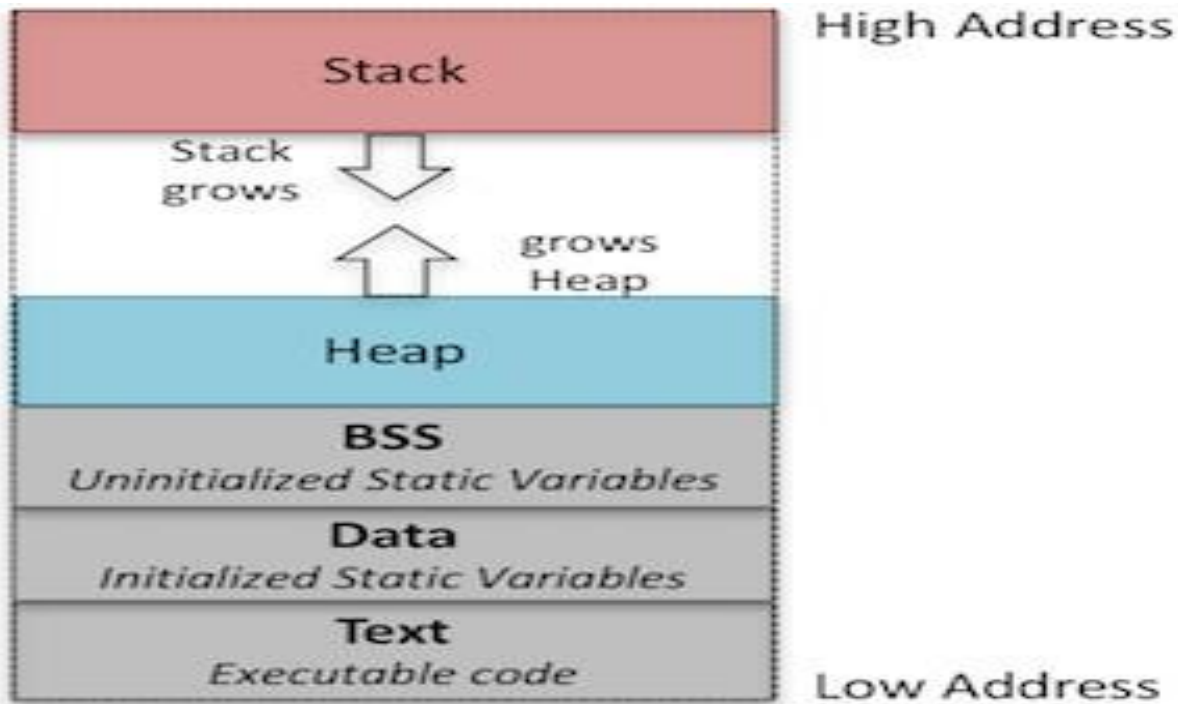 High Address
Stack
Stack
grows
grows
Heap
Heap
BSS
Uninitialized Static Variables
Data
Initialized Static Variables
Text
Executable code
Low Address